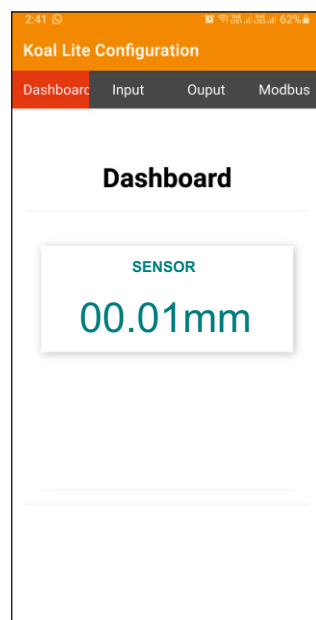 2:41 62%
Koal Lite Configuration
Dashboard Input Ouput Modbus
Dashboard
SENSOR
00.01mm